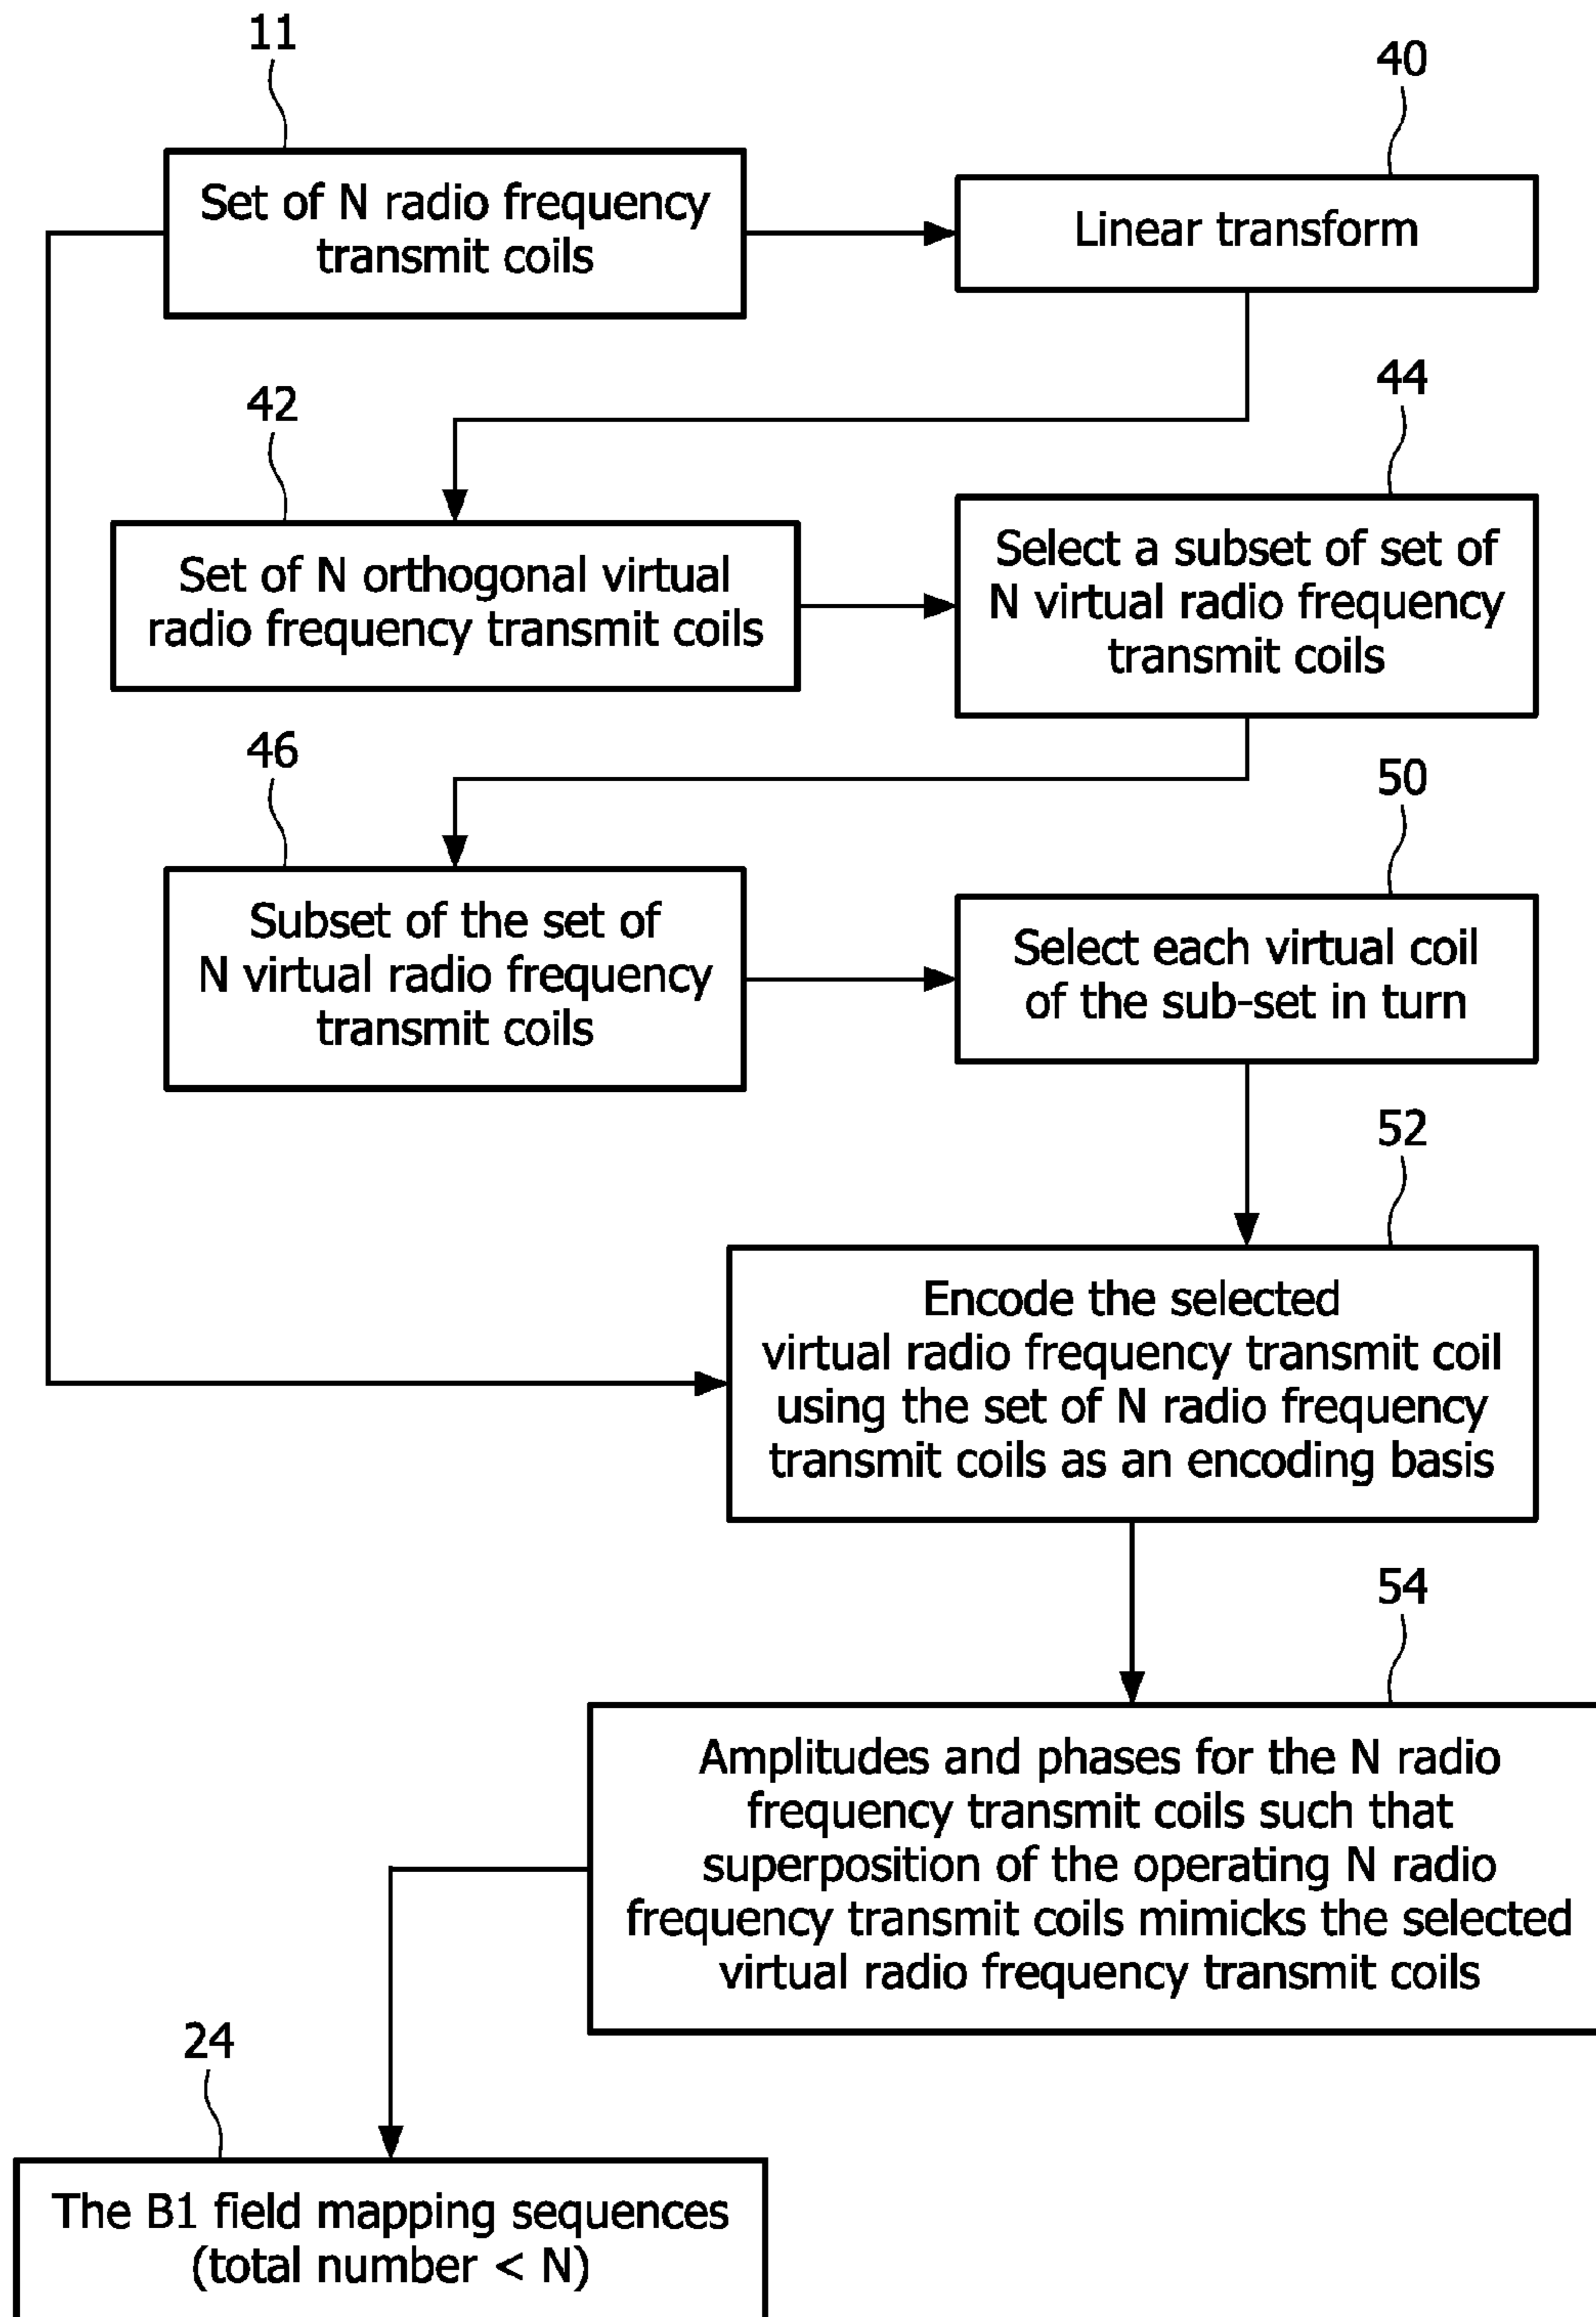 11
Set of N radio frequency
transmit coils
40
Linear transform
42
Set of N orthogonal virtual
radio frequency transmit coils
44
Select a subset of set of
N virtual radio frequency
transmit coils
46
Subset of the set of
N virtual radio frequency
transmit coils
50
Select each virtual coil
of the sub-set in turn
52
Encode the selected
virtual radio frequency transmit coil
using the set of N radio frequency
transmit coils as an encoding basis
54
Amplitudes and phases for the N radio
frequency transmit coils such that
superposition of the operating N radio
frequency transmit coils mimicks the selected
virtual radio frequency transmit coils
24
The B1 field mapping sequences
(total number < N)